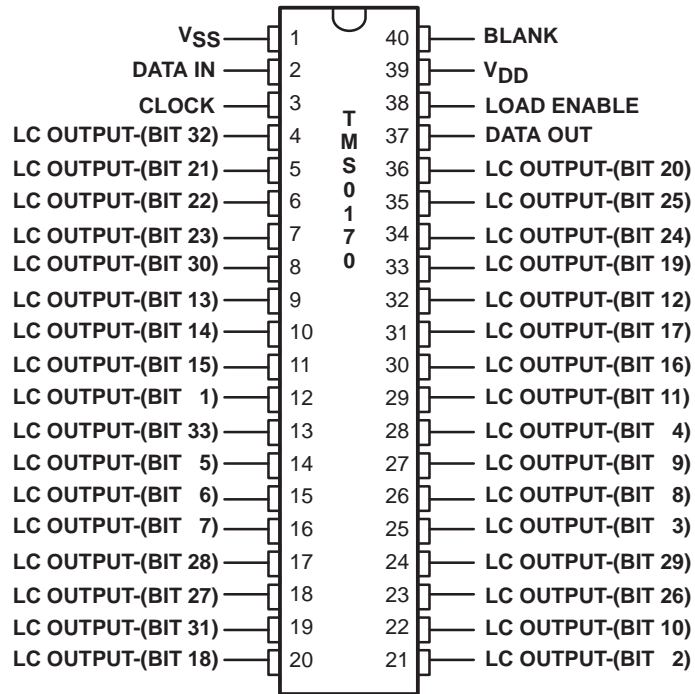 VSS 1 40 BLANK
DATA IN 2 39 VDD
CLOCK 3 38 LOAD ENABLE
LC OUTPUT-(BIT 32) 4 37 DATA OUT
LC OUTPUT-(BIT 21) 5 36 LC OUTPUT-(BIT 20)
LC OUTPUT-(BIT 22) 6 35 LC OUTPUT-(BIT 25)
LC OUTPUT-(BIT 23) 7 34 LC OUTPUT-(BIT 24)
LC OUTPUT-(BIT 30) 8 33 LC OUTPUT-(BIT 19)
LC OUTPUT-(BIT 13) 9 32 LC OUTPUT-(BIT 12)
LC OUTPUT-(BIT 14) 10 31 LC OUTPUT-(BIT 17)
LC OUTPUT-(BIT 15) 11 30 LC OUTPUT-(BIT 16)
LC OUTPUT-(BIT 1) 12 29 LC OUTPUT-(BIT 11)
LC OUTPUT-(BIT 33) 13 28 LC OUTPUT-(BIT 4)
LC OUTPUT-(BIT 5) 14 27 LC OUTPUT-(BIT 9)
LC OUTPUT-(BIT 6) 15 26 LC OUTPUT-(BIT 8)
LC OUTPUT-(BIT 7) 16 25 LC OUTPUT-(BIT 3)
LC OUTPUT-(BIT 28) 17 24 LC OUTPUT-(BIT 29)
LC OUTPUT-(BIT 27) 18 23 LC OUTPUT-(BIT 26)
LC OUTPUT-(BIT 31) 19 22 LC OUTPUT-(BIT 10)
LC OUTPUT-(BIT 18) 20 21 LC OUTPUT-(BIT 2)
TMS0170